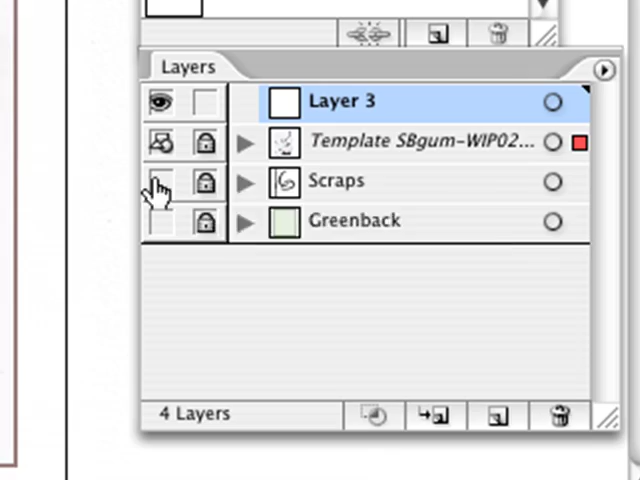 Layers
Layer 3
Template SBgum-WIP02...
Scraps
Greenback
4 Layers